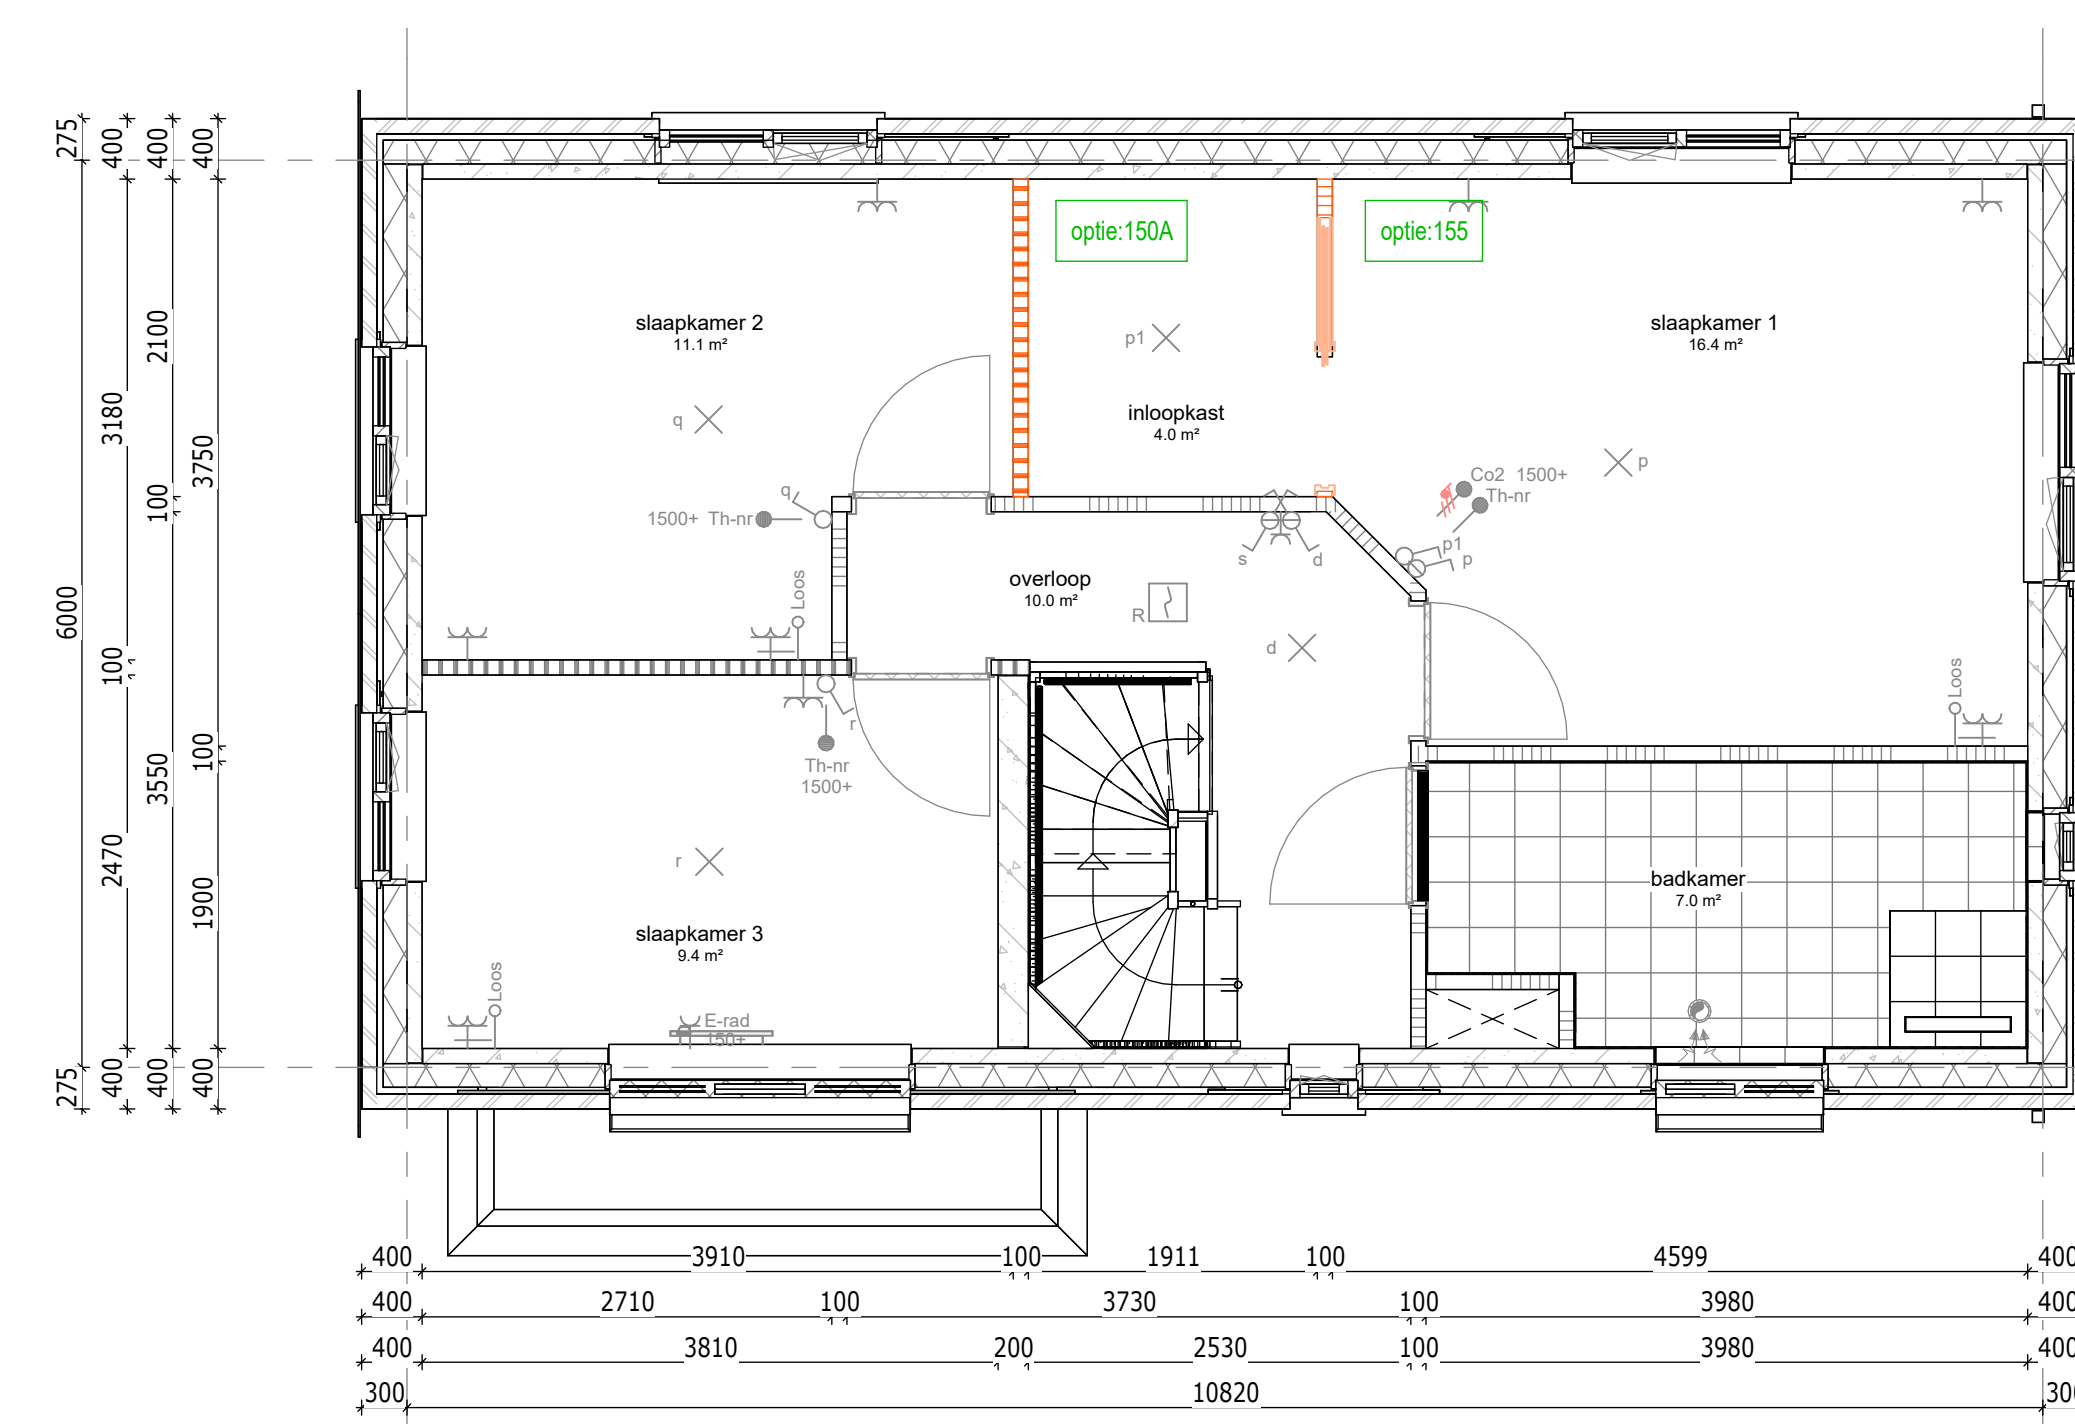 optie:150A
optie:155
slaapkamer 2
11.1 m²
slaapkamer 1
16.4 m²
p1
inloopkast
4.0 m²
q
p
Co2 1500+
Th-nr
q
1500+ Th-nr
s
d
p1
p
overloop
10.0 m²
R
d
Loos
Loos
r
Th-nr
1500+
r
slaapkamer 3
9.4 m²
badkamer
7.0 m²
Loos
E-rad
150+
275
6000
275
400
3180
100
2470
400
400
2100
100
3550
400
400
3750
100
1900
400
400 3910 100 1911 100 4599 400
400 2710 100 3730 100 3980 400
400 3810 200 2530 100 3980 400
300 10820 300